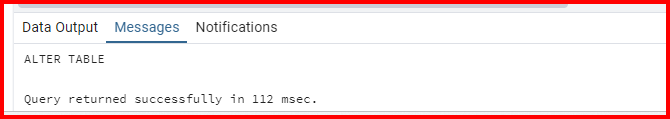 Data Output Messages Notifications
ALTER TABLE
Query returned successfully in 112 msec.